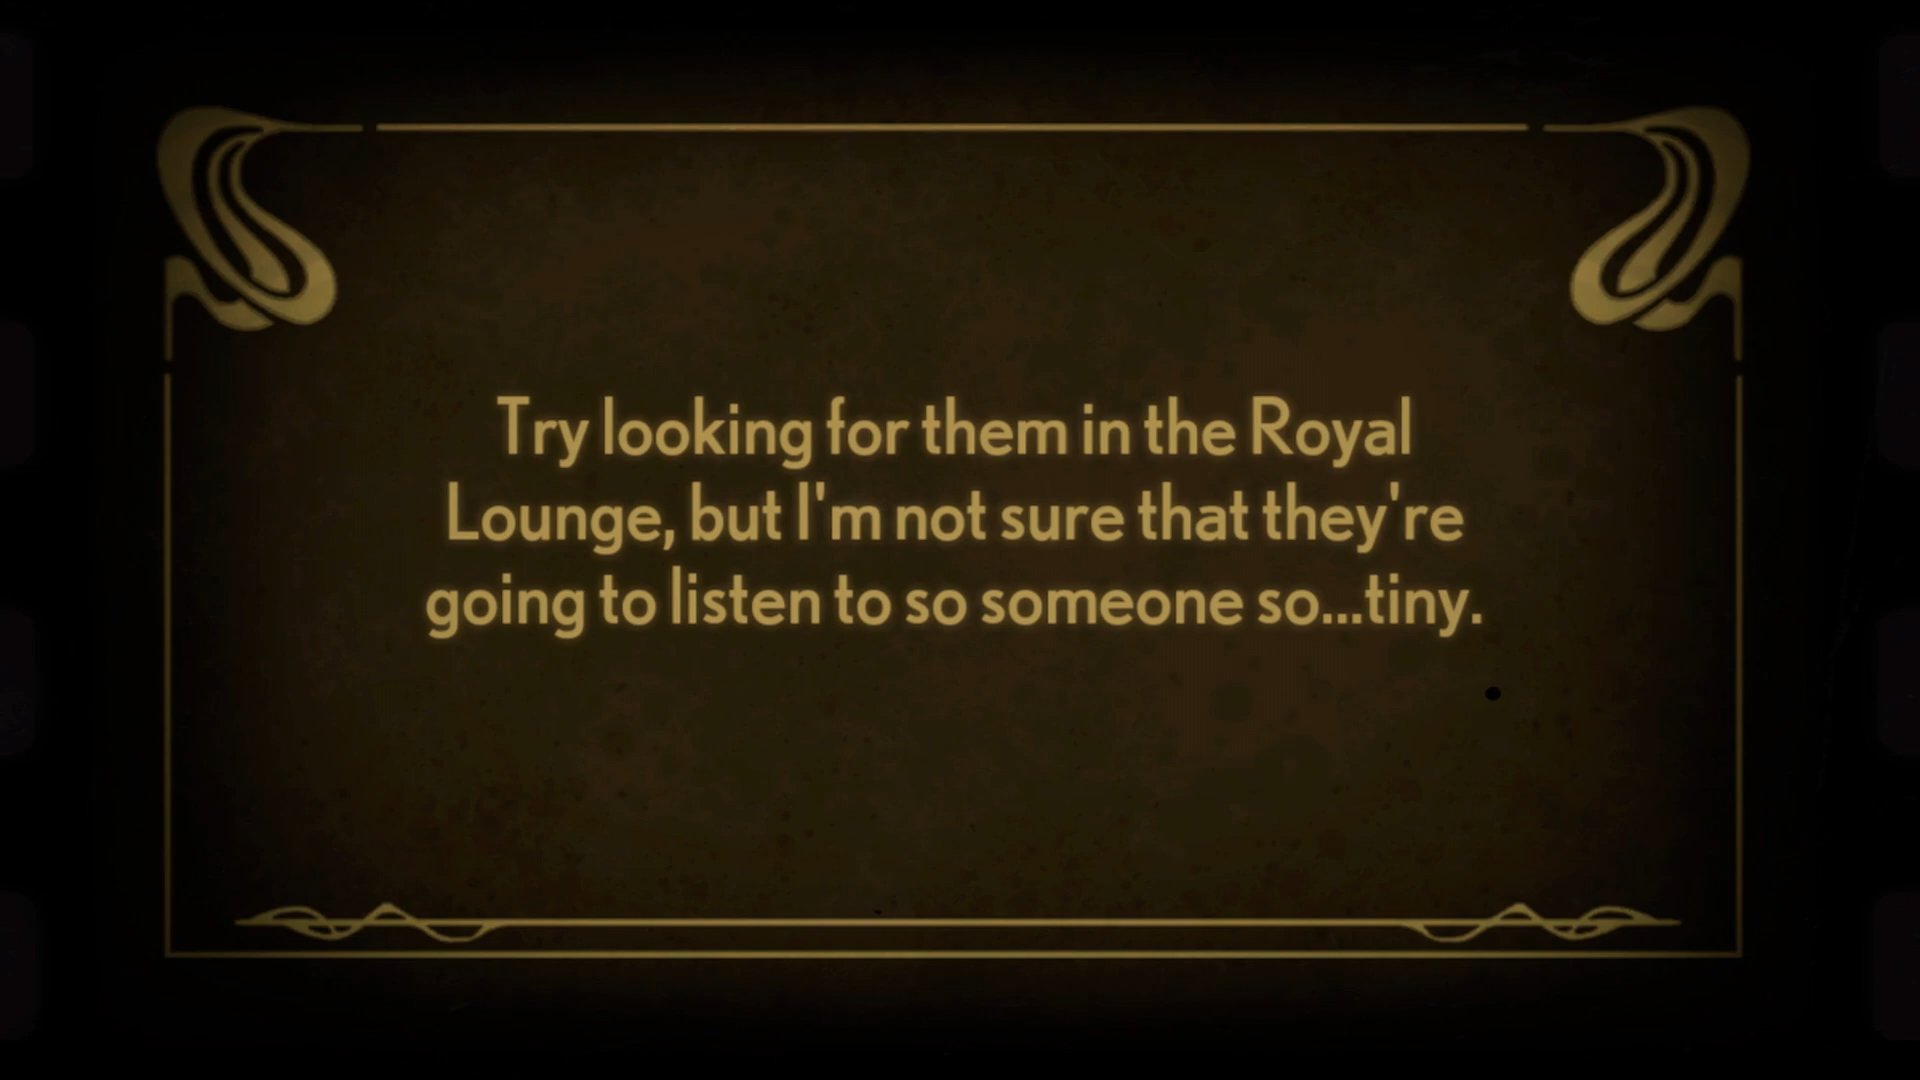 Try looking for them in the Royal
Lounge, but I'm not sure that they're
going to listen to so someone so...tiny.